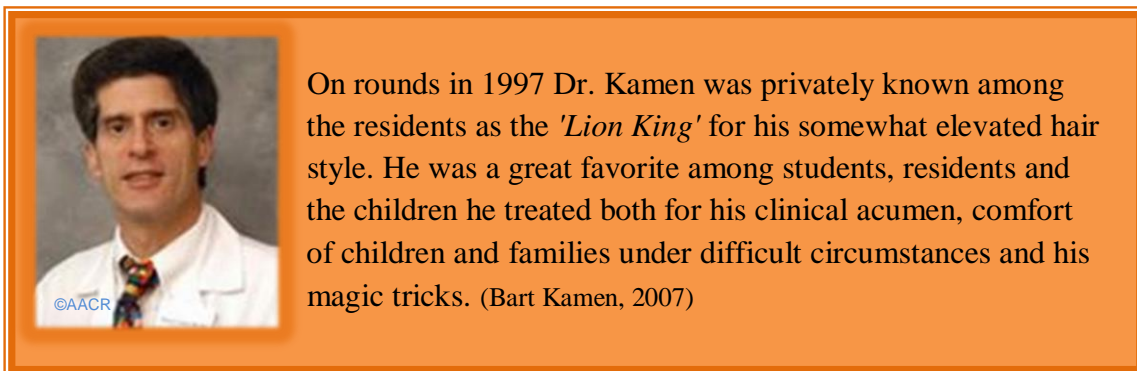 On rounds in 1997 Dr. Kamen was privately known among
the residents as the 'Lion King' for his somewhat elevated hair
style. He was a great favorite among students, residents and
the children he treated both for his clinical acumen, comfort
of children and families under difficult circumstances and his
magic tricks. (Bart Kamen, 2007)
©AACR